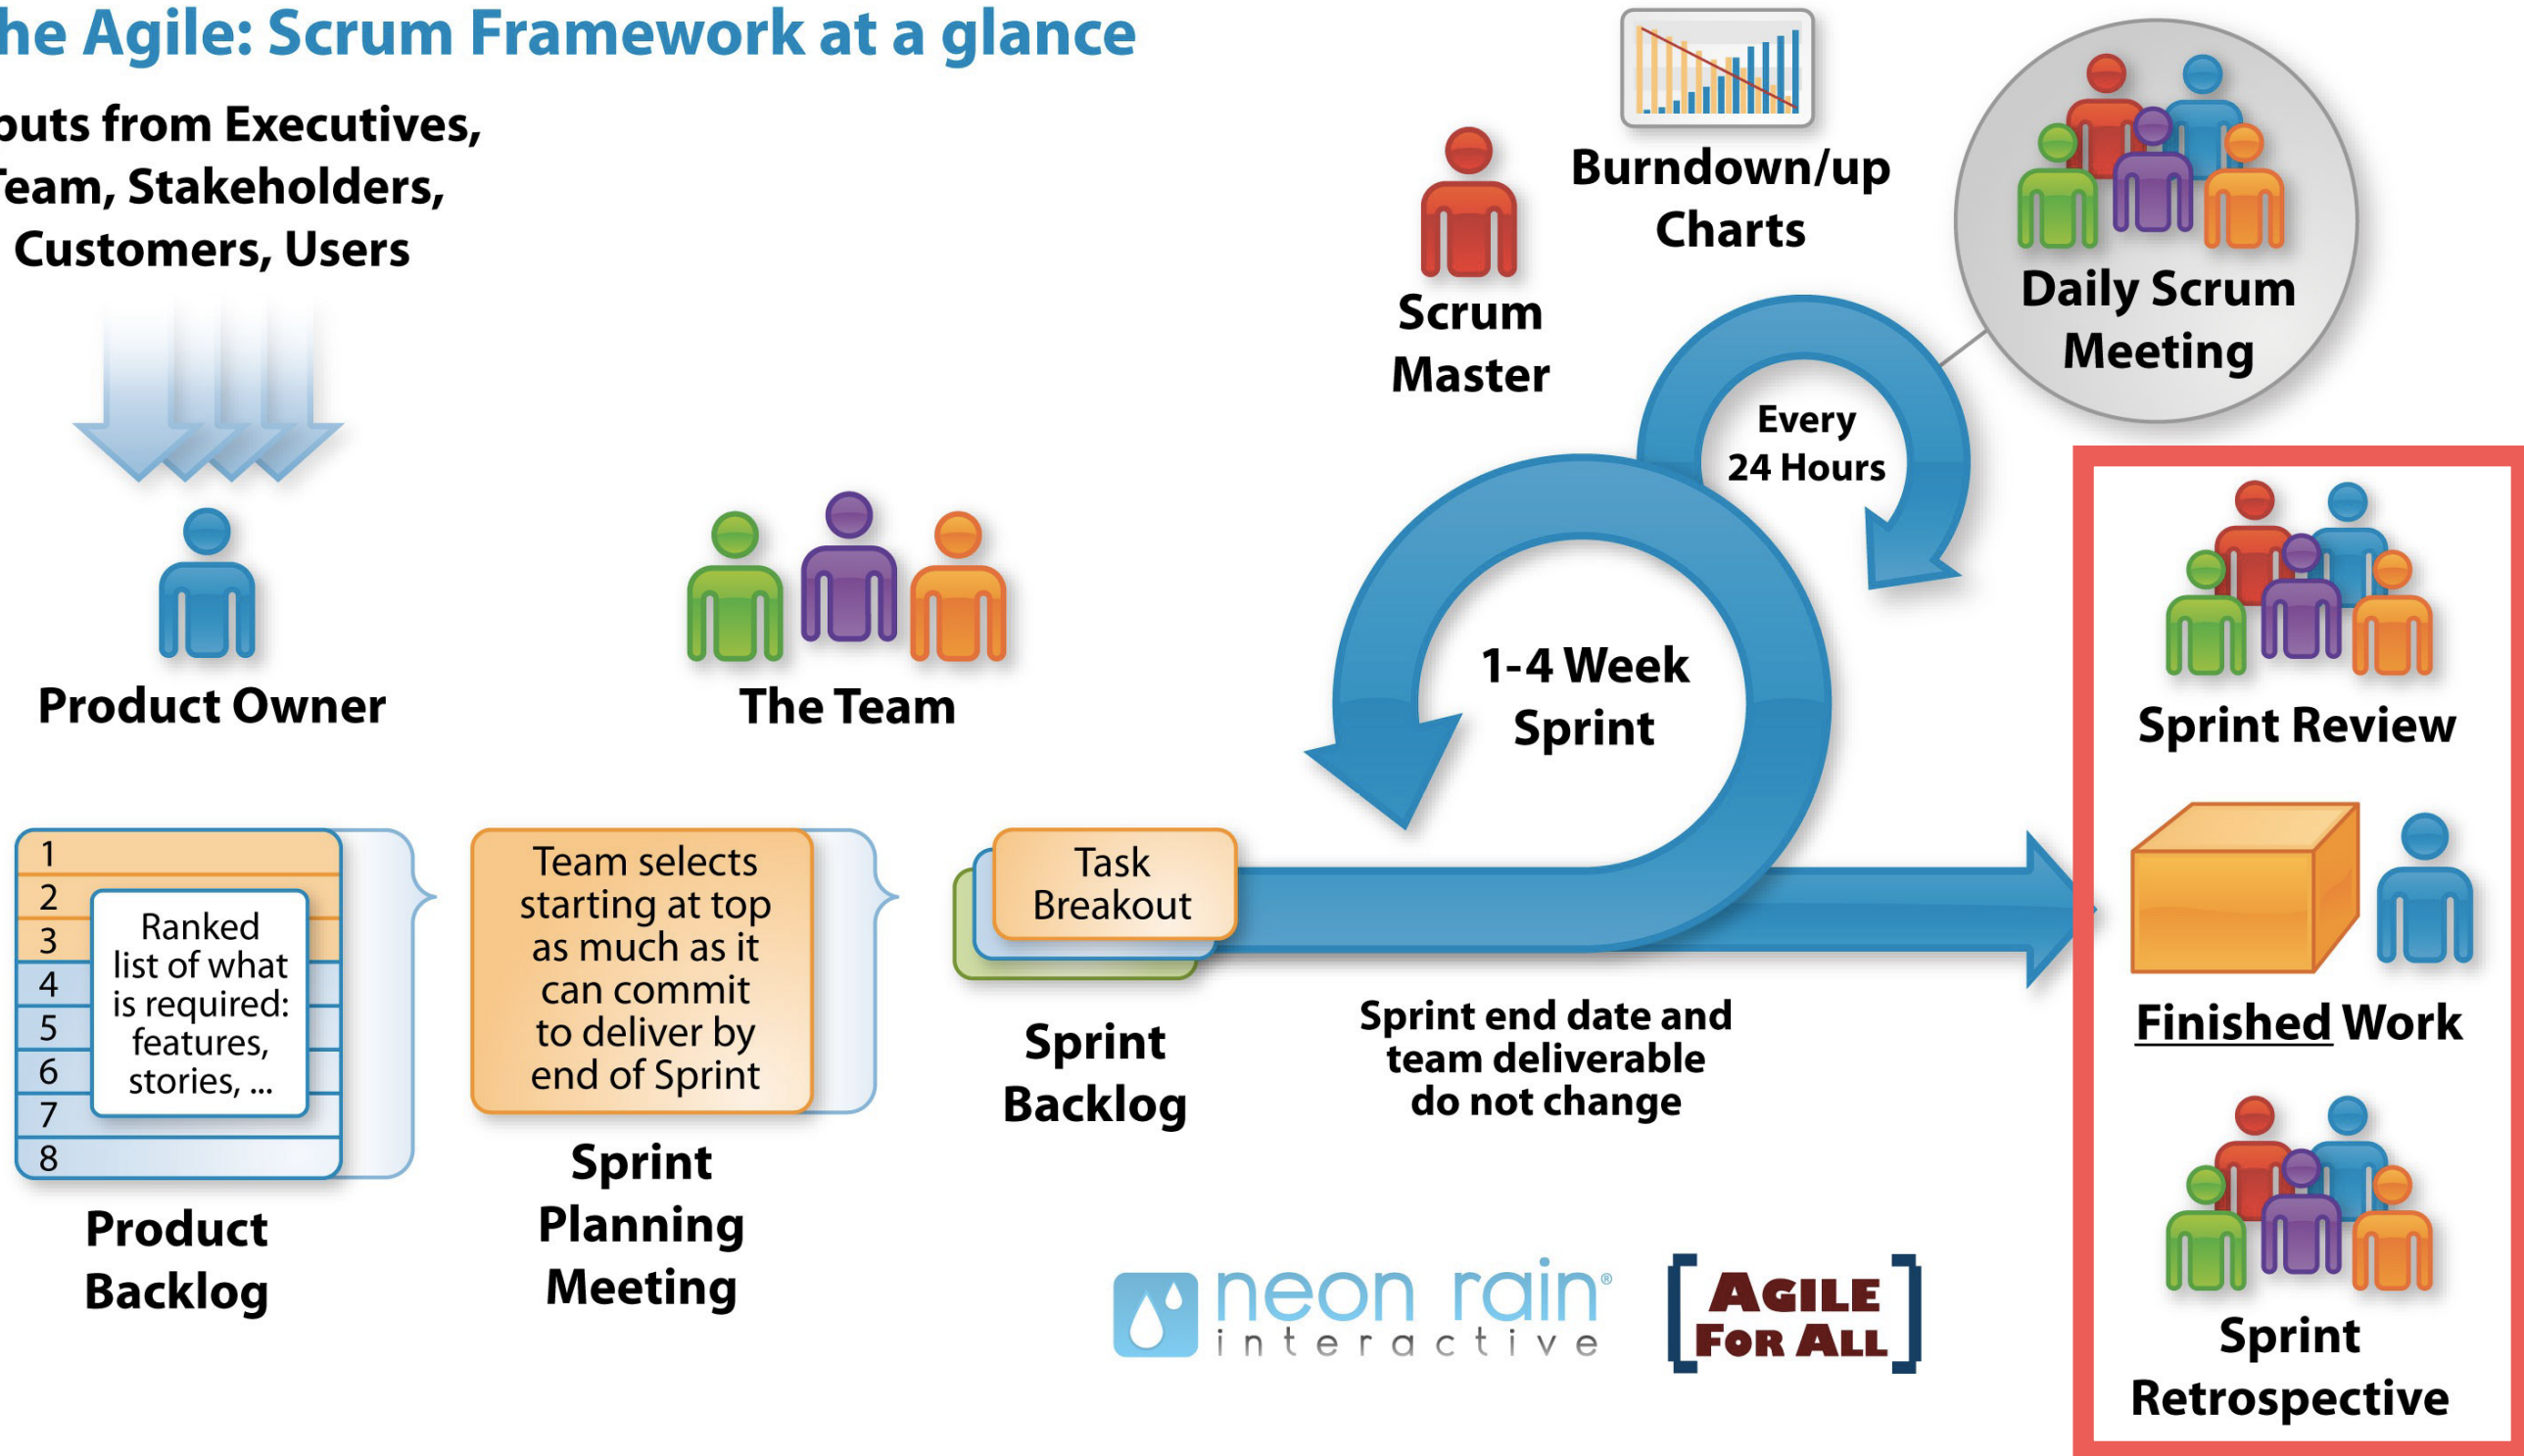 he Agile: Scrum Framework at a glance
puts from Executives,
Team, Stakeholders,
Customers, Users
Product Owner
The Team
Scrum
Master
Burndown/up
Charts
Daily Scrum
Meeting
Every
24 Hours
1-4 Week
Sprint
1
2
3
4
5
6
7
8
Ranked
list of what
is required:
features,
stories, ...
Product
Backlog
Team selects
starting at top
as much as it
can commit
to deliver by
end of Sprint
Sprint
Planning
Meeting
Task
Breakout
Sprint
Backlog
Sprint end date and
team deliverable
do not change
Sprint Review
Finished Work
Sprint
Retrospective
neon rain®
interactive
AGILE
FOR ALL